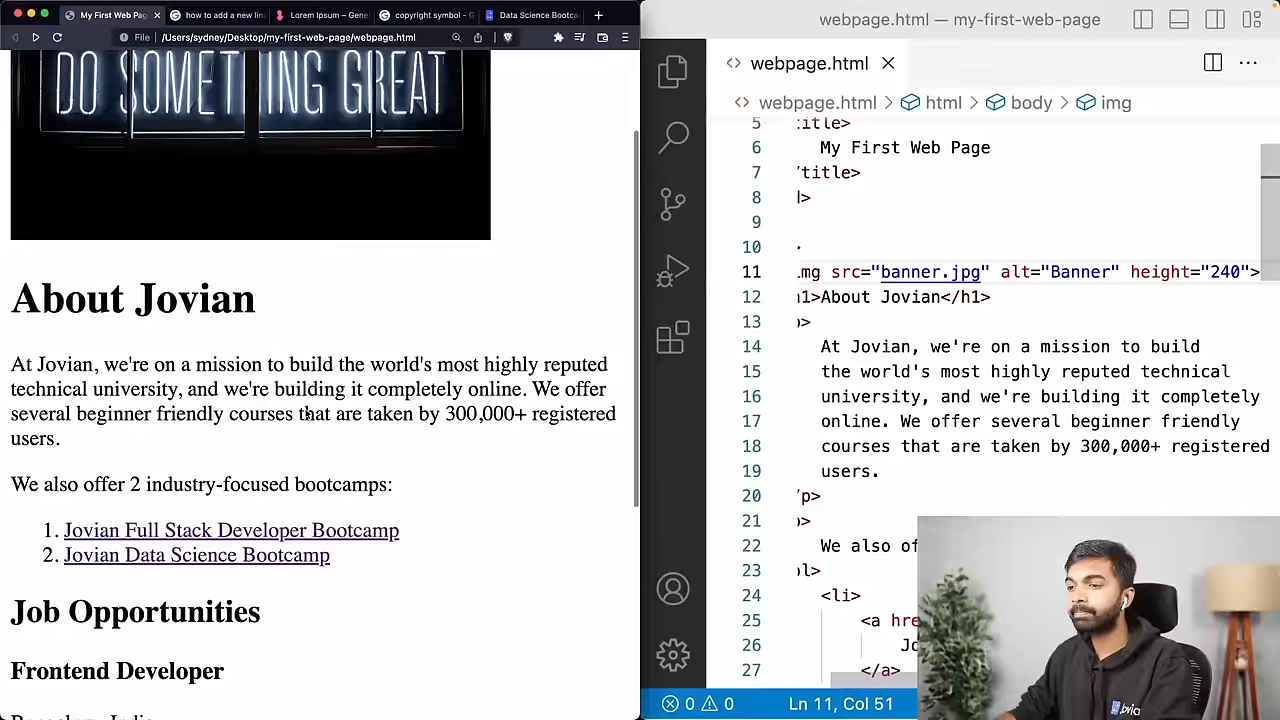 My First Web Pag
how to add a new lin
Lorem Ipsum – Gene
copyright symbol - G
Data Science Bootca
File
/Users/sydney/Desktop/my-first-web-page/webpage.html
DO SOMETHING GREAT
About Jovian
At Jovian, we're on a mission to build the world's most highly reputed
technical university, and we're building it completely online. We offer
several beginner friendly courses that are taken by 300,000+ registered
users.
We also offer 2 industry-focused bootcamps:
1. Jovian Full Stack Developer Bootcamp
2. Jovian Data Science Bootcamp
Job Opportunities
Frontend Developer
webpage.html — my-first-web-page
webpage.html
webpage.html > html > body > img
5 title>
6 My First Web Page
7 /title>
8 >
9
10 >
11 img src="banner.jpg" alt="Banner" height="240">
12 h1>About Jovian</h1>
13 p>
14 At Jovian, we're on a mission to build
15 the world's most highly reputed technical
16 university, and we're building it completely
17 online. We offer several beginner friendly
18 courses that are taken by 300,000+ registered
19 users.
20 /p>
21 p>
22 We also of
23 ol>
24 <li>
25 <a hre
26 Jo
27 </a>
0 0 Ln 11, Col 51